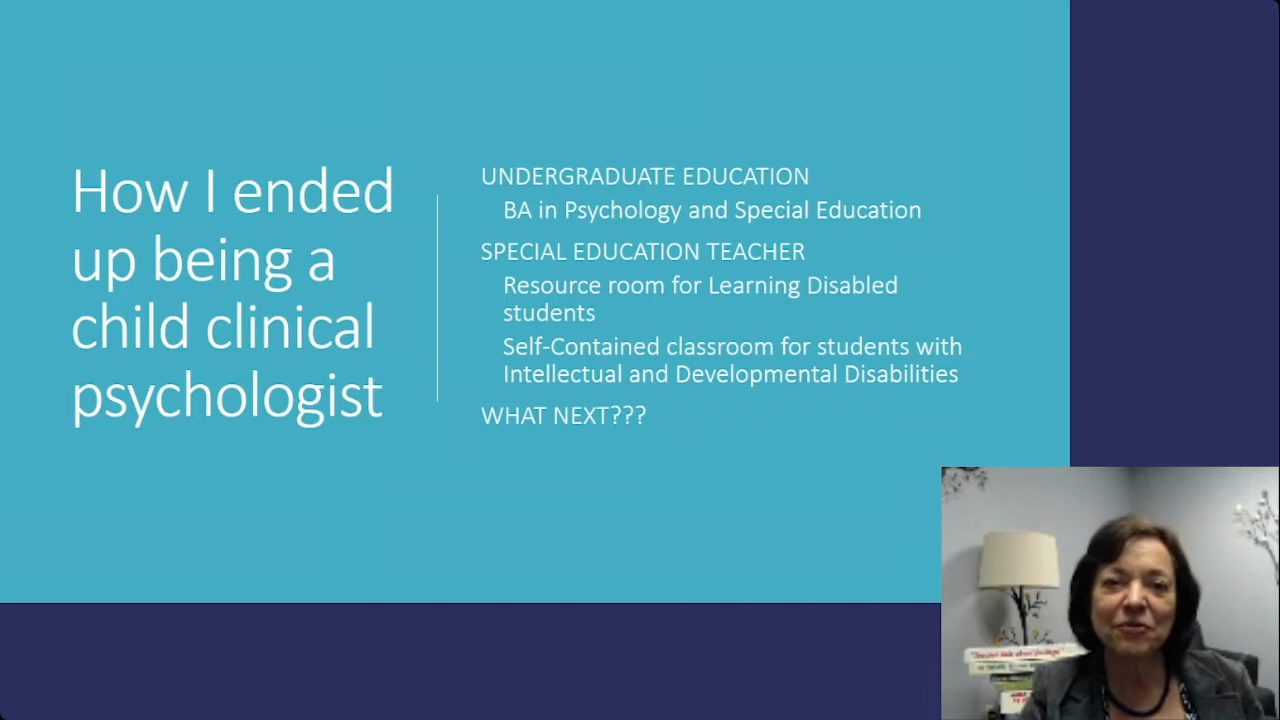 How I ended
up being a
child clinical
psychologist
UNDERGRADUATE EDUCATION
BA in Psychology and Special Education
SPECIAL EDUCATION TEACHER
Resource room for Learning Disabled
students
Self-Contained classroom for students with
Intellectual and Developmental Disabilities
WHAT NEXT???